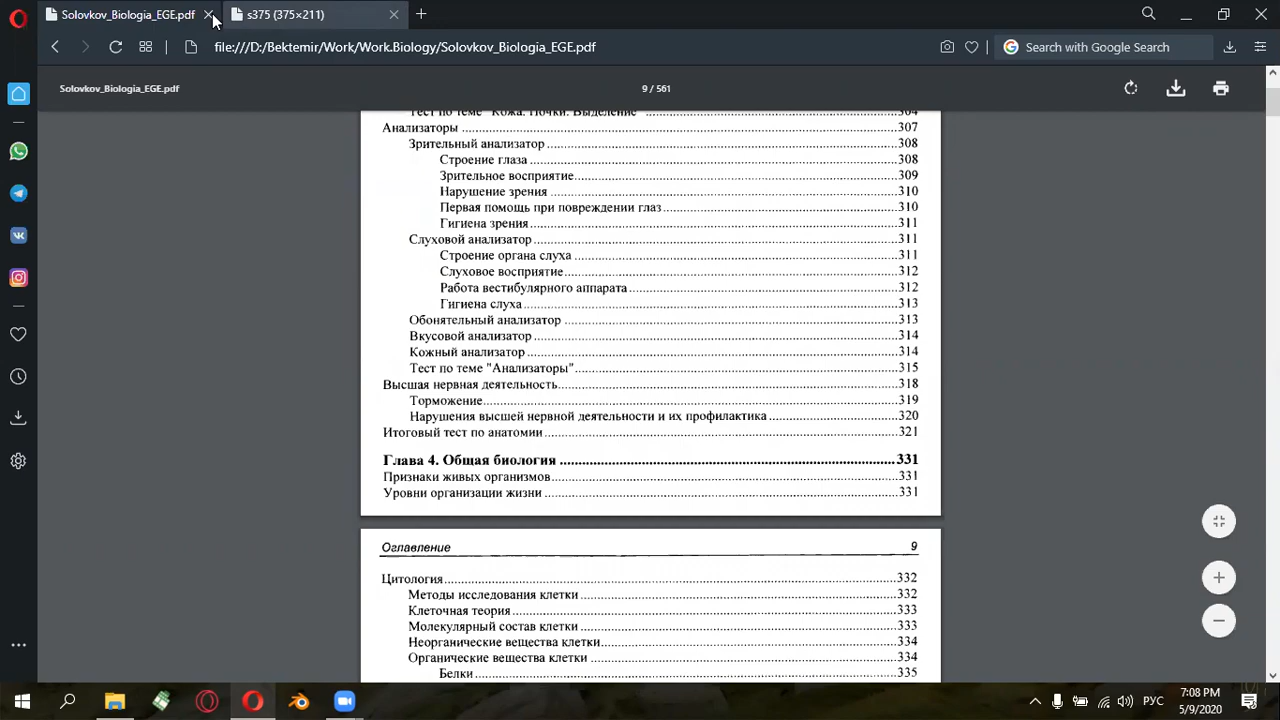 Solovkov_Biologia_EGE.pdf
s375 (375×211)
file:///D:/Bektemir/Work/Work.Biology/Solovkov_Biologia_EGE.pdf
Search with Google Search
Solovkov_Biologia_EGE.pdf
9 / 561
Тест по теме "Кожа. Почки. Выделение" 304
Анализаторы 307
Зрительный анализатор 308
Строение глаза 308
Зрительное восприятие 309
Нарушение зрения 310
Первая помощь при повреждении глаз 310
Гигиена зрения 311
Слуховой анализатор 311
Строение органа слуха 311
Слуховое восприятие 312
Работа вестибулярного аппарата 312
Гигиена слуха 313
Обонятельный анализатор 313
Вкусовой анализатор 314
Кожный анализатор 314
Тест по теме "Анализаторы" 315
Высшая нервная деятельность 318
Торможение 319
Нарушения высшей нервной деятельности и их профилактика 320
Итоговый тест по анатомии 321
Глава 4. Общая биология 331
Признаки живых организмов 331
Уровни организации жизни 331
Оглавление 9
Цитология 332
Методы исследования клетки 332
Клеточная теория 333
Молекулярный состав клетки 333
Неорганические вещества клетки 334
Органические вещества клетки 334
Белки 335
РУС
7:08 PM
5/9/2020